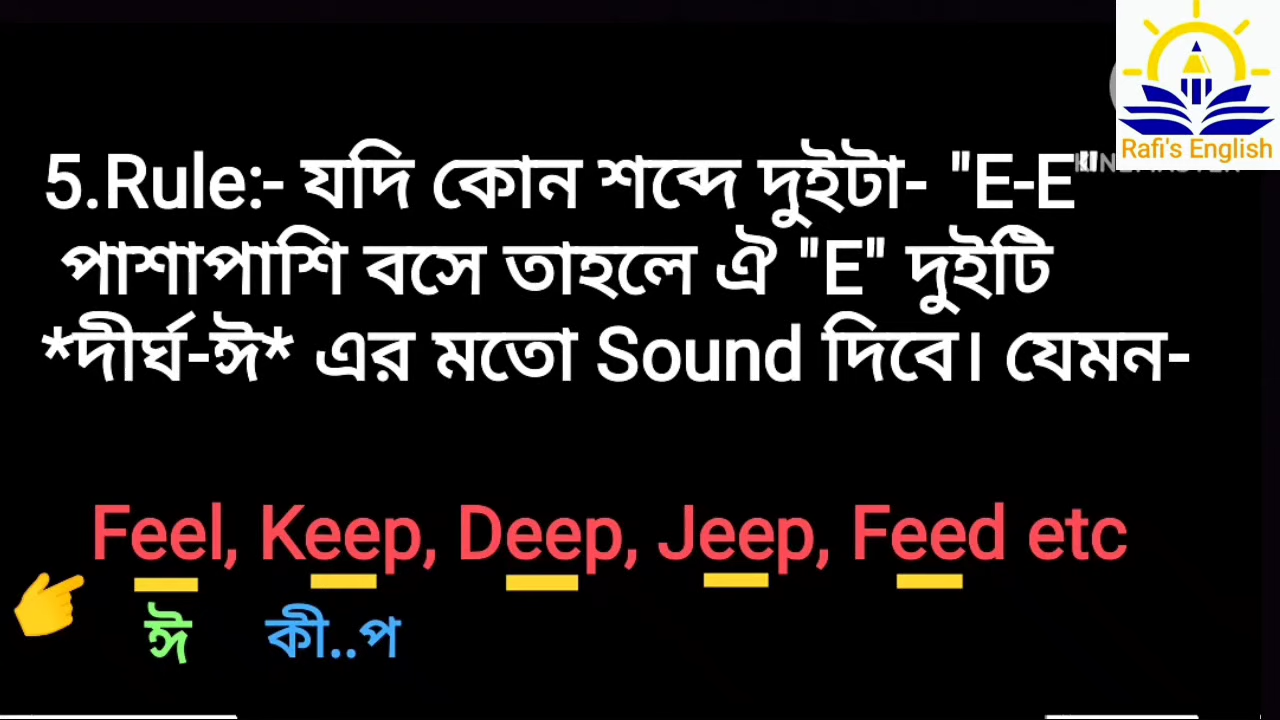 Rafi's English
5.Rule:- যদি কোন শব্দে দুইটা- "E-E"
পাশাপাশি বসে তাহলে ঐ "E" দুইটি
*দীর্ঘ-ঈ* এর মতো Sound দিবে। যেমন-
Feel, Keep, Deep, Jeep, Feed etc
ঈ কী..প